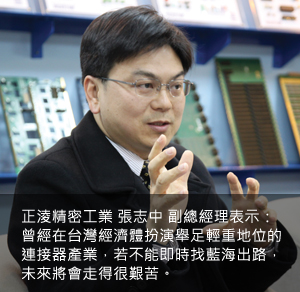 正淩精密工業 張志中 副總經理表示：
曾經在台灣經濟體扮演舉足輕重地位的
連接器產業，若不能即時找藍海出路，
未來將會走得很艱苦。